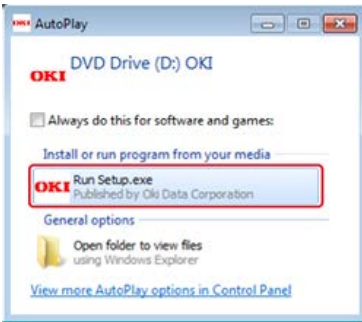 OKI AutoPlay
DVD Drive (D:) OKI
OKI
Always do this for software and games:
Install or run program from your media
OKI Run Setup.exe
Published by Oki Data Corporation
General options
Open folder to view files
using Windows Explorer
View more AutoPlay options in Control Panel